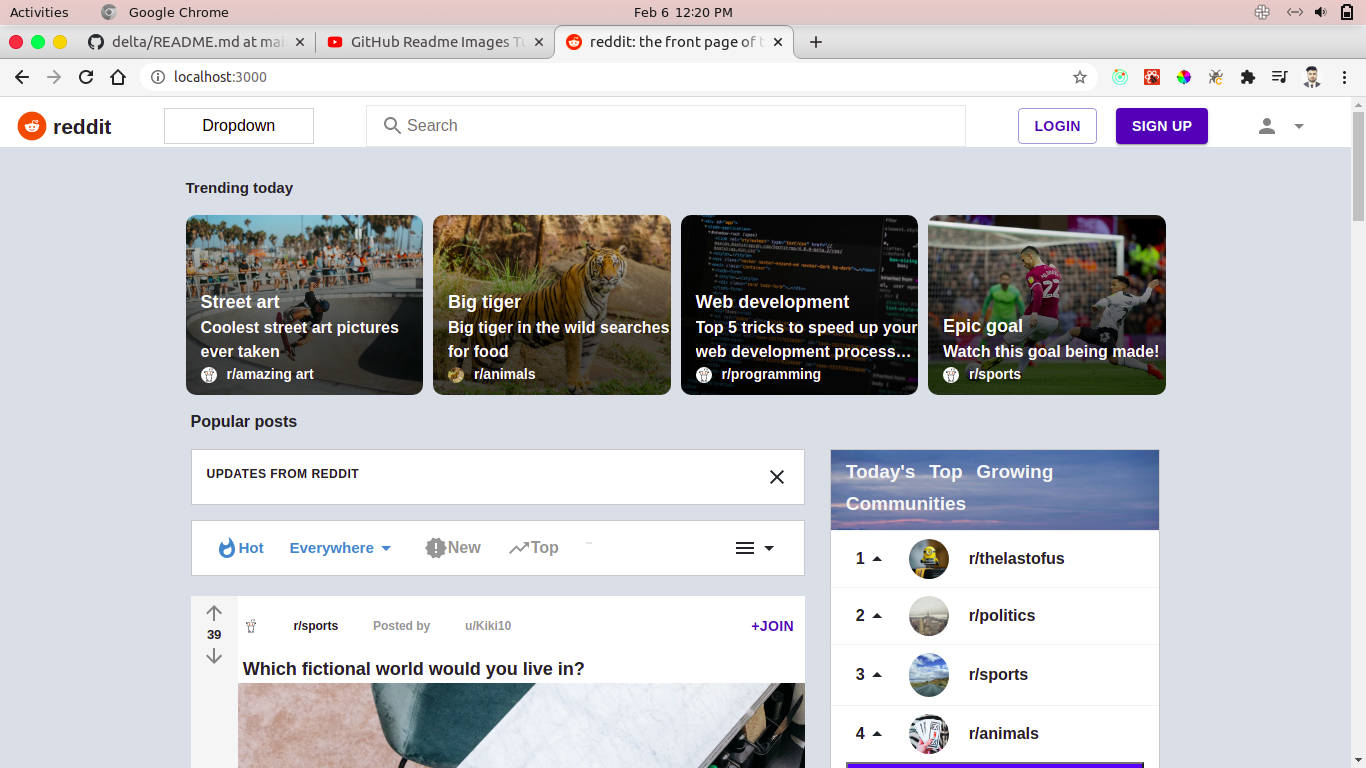 Activities
Google Chrome
Feb 6 12:20 PM
delta/README.md at mai
GitHub Readme Images Tu
reddit: the front page of t
localhost:3000
reddit
Dropdown
Search
LOGIN
SIGN UP
Trending today
Street art
Coolest street art pictures
ever taken
r/amazing art
Big tiger
Big tiger in the wild searches
for food
r/animals
Web development
Top 5 tricks to speed up your
web development process…
r/programming
Epic goal
Watch this goal being made!
r/sports
Popular posts
UPDATES FROM REDDIT
Hot
Everywhere
New
Top
39
r/sports
Posted by
u/Kiki10
+JOIN
Which fictional world would you live in?
Today's Top Growing
Communities
1
r/thelastofus
2
r/politics
3
r/sports
4
r/animals